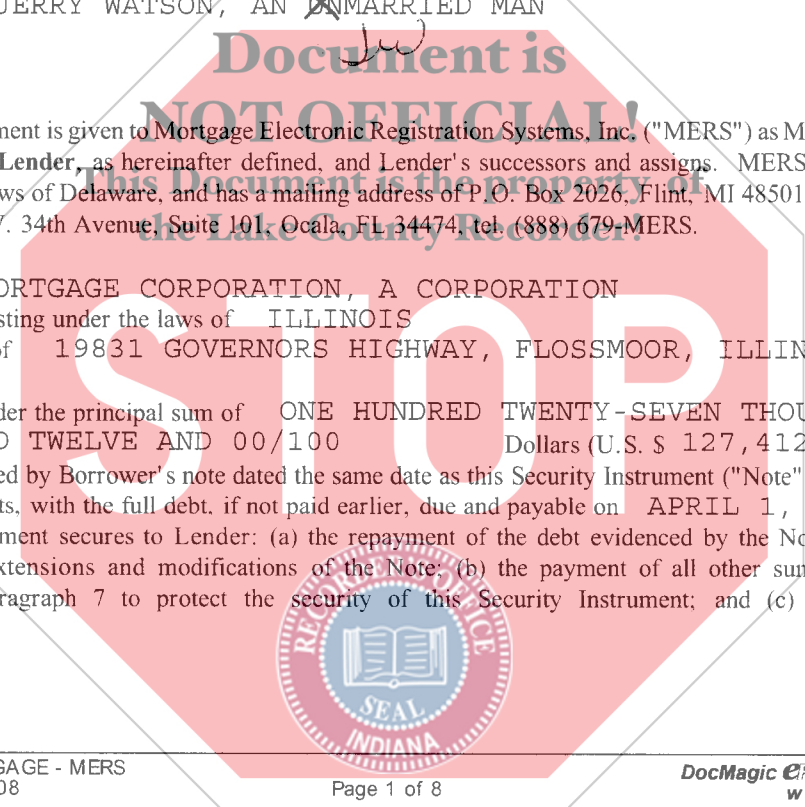 JERRY WATSON, AN UNMARRIED MAN
JW
Document is
NOT OFFICIAL!
ment is given to Mortgage Electronic Registration Systems, Inc. ("MERS") as M
Lender, as hereinafter defined, and Lender's successors and assigns. MERS
This Document is the property of
ws of Delaware, and has a mailing address of P.O. Box 2026, Flint, MI 48501
the Lake County Recorder!
. 34th Avenue, Suite 101, Ocala, FL 34474, tel. (888) 679-MERS.
ORTGAGE CORPORATION, A CORPORATION
sting under the laws of ILLINOIS
of 19831 GOVERNORS HIGHWAY, FLOSSMOOR, ILLIN
STOP
der the principal sum of ONE HUNDRED TWENTY-SEVEN THOU
D TWELVE AND 00/100 Dollars (U.S. $ 127,412
ed by Borrower's note dated the same date as this Security Instrument ("Note"
ts, with the full debt, if not paid earlier, due and payable on APRIL 1,
ment secures to Lender: (a) the repayment of the debt evidenced by the No
xtensions and modifications of the Note; (b) the payment of all other sum
ragraph 7 to protect the security of this Security Instrument; and (c)
RECORDER'S OFFICE
SEAL
INDIANA
GAGE - MERS
08
Page 1 of 8
DocMagic
w